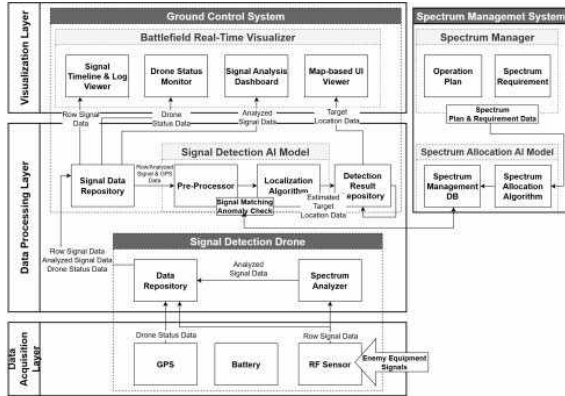 Ground Control System
Spectrum Managemet System
Visualization Layer
Battlefield Real-Time Visualizer
Signal
Timeline & Log
Viewer
Drone Status
Monitor
Signal Analysis
Dashboard
Map-based UI
Viewer
Spectrum Manager
Operation
Plan
Spectrum
Requirement
Row Signal
Data
Drone
Status Data
Analyzed
Signal Data
Target
Location Data
Spectrum
Plan & Requirement Data
Data Processing Layer
Signal Detection AI Model
Signal Data
Repository
Row/Analyzed
Signal & GPS
Data
Pre-Processor
Localization
Algorithm
Detection
Result
Repository
Signal Matching
Anomaly Check
Estimated
Target
Location Data
Spectrum Allocation AI Model
Spectrum
Management
DB
Spectrum
Allocation
Algorithm
Row Signal Data
Analyzed Signal Data
Drone Status Data
Signal Detection Drone
Data
Repository
Analyzed
Signal Data
Spectrum
Analyzer
Data
Acquisition
Layer
Drone Status Data
Row Signal Data
GPS
Battery
RF Sensor
Enemy Equipment
Signals